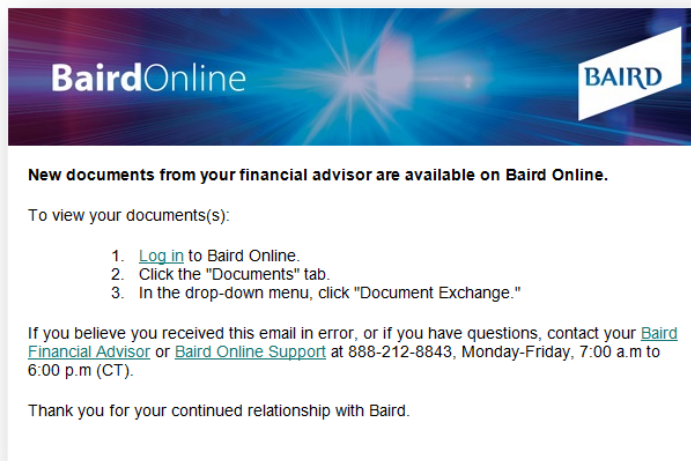 BairdOnline
BAIRD
New documents from your financial advisor are available on Baird Online.
To view your documents(s):
1. Log in to Baird Online.
2. Click the "Documents" tab.
3. In the drop-down menu, click "Document Exchange."
If you believe you received this email in error, or if you have questions, contact your Baird
Financial Advisor or Baird Online Support at 888-212-8843, Monday-Friday, 7:00 a.m to
6:00 p.m (CT).
Thank you for your continued relationship with Baird.